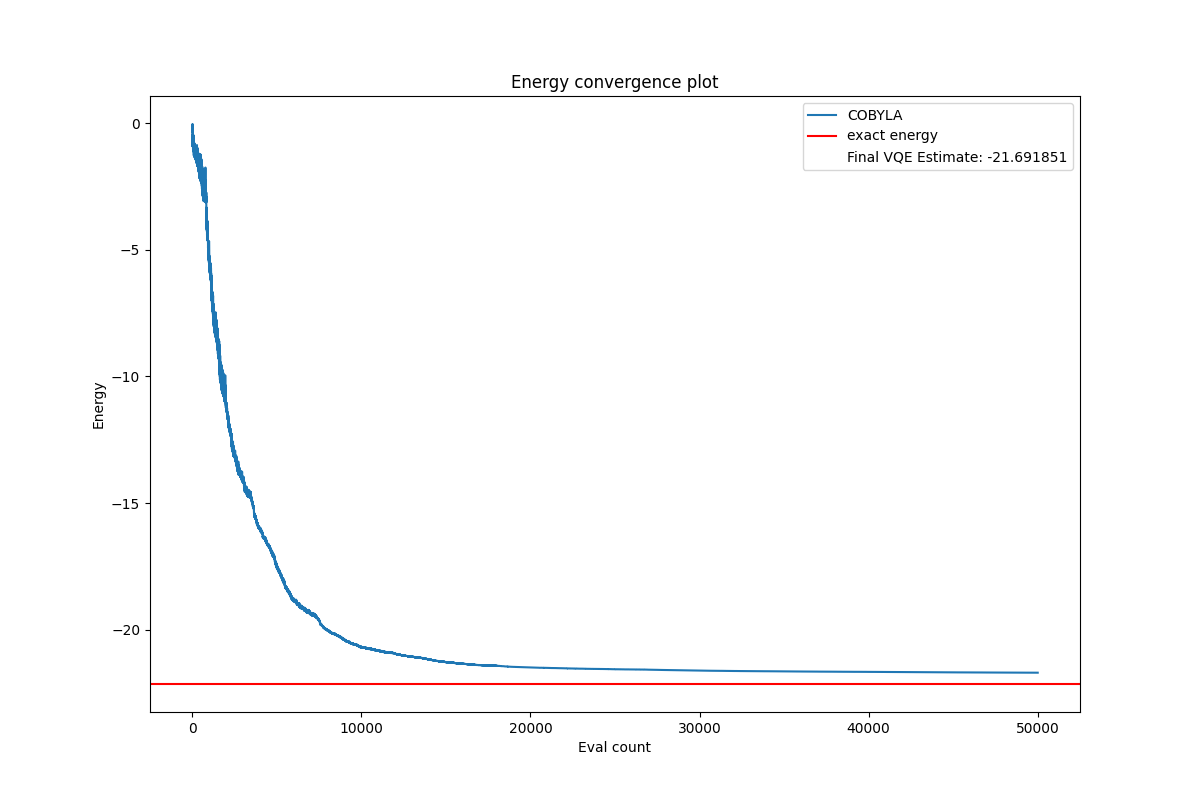 Energy convergence plot
COBYLA
exact energy
Final VQE Estimate: -21.691851
Energy
0
−5
−10
−15
−20
0
10000
20000
30000
40000
50000
Eval count